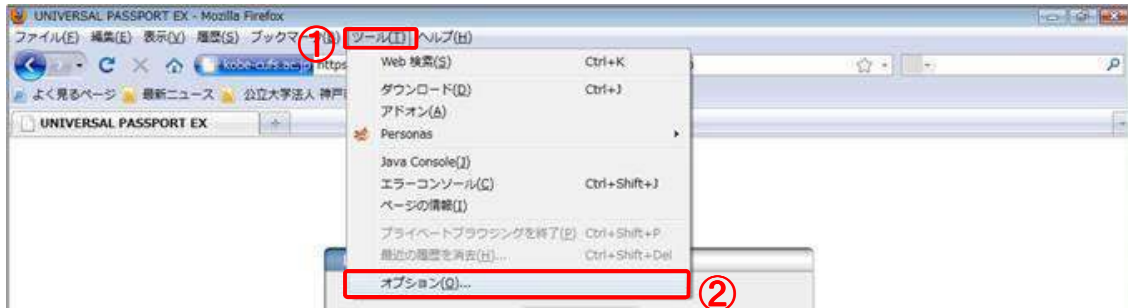 UNIVERSAL PASSPORT EX - Mozilla Firefox
ファイル(F) 編集(E) 表示(V) 履歴(S) ブックマーク(B) ツール(T) ヘルプ(H)
①
kobe-cufs.ac.jp https
よく見るページ 最新ニュース 公立大学法人 神戸
UNIVERSAL PASSPORT EX
Web 検索(S) Ctrl+K
ダウンロード(D) Ctrl+J
アドオン(A)
Personas
Java Console(J)
エラーコンソール(C) Ctrl+Shift+J
ページの情報(I)
プライベートブラウジングを終了(P) Ctrl+Shift+P
最近の履歴を消去(H)... Ctrl+Shift+Del
オプション(O)...
②